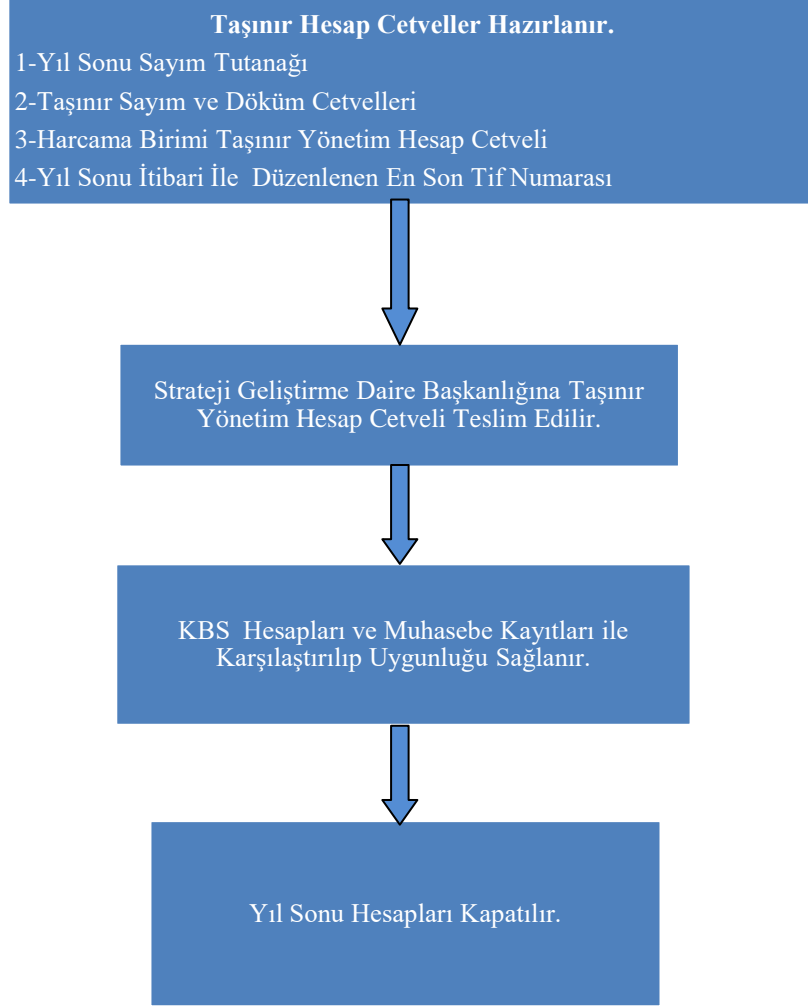 Taşınır Hesap Cetveller Hazırlanır.
1-Yıl Sonu Sayım Tutanağı
2-Taşınır Sayım ve Döküm Cetvelleri
3-Harcama Birimi Taşınır Yönetim Hesap Cetveli
4-Yıl Sonu İtibari İle Düzenlenen En Son Tif Numarası
Strateji Geliştirme Daire Başkanlığına Taşınır
Yönetim Hesap Cetveli Teslim Edilir.
KBS Hesapları ve Muhasebe Kayıtları ile
Karşılaştırılıp Uygunluğu Sağlanır.
Yıl Sonu Hesapları Kapatılır.